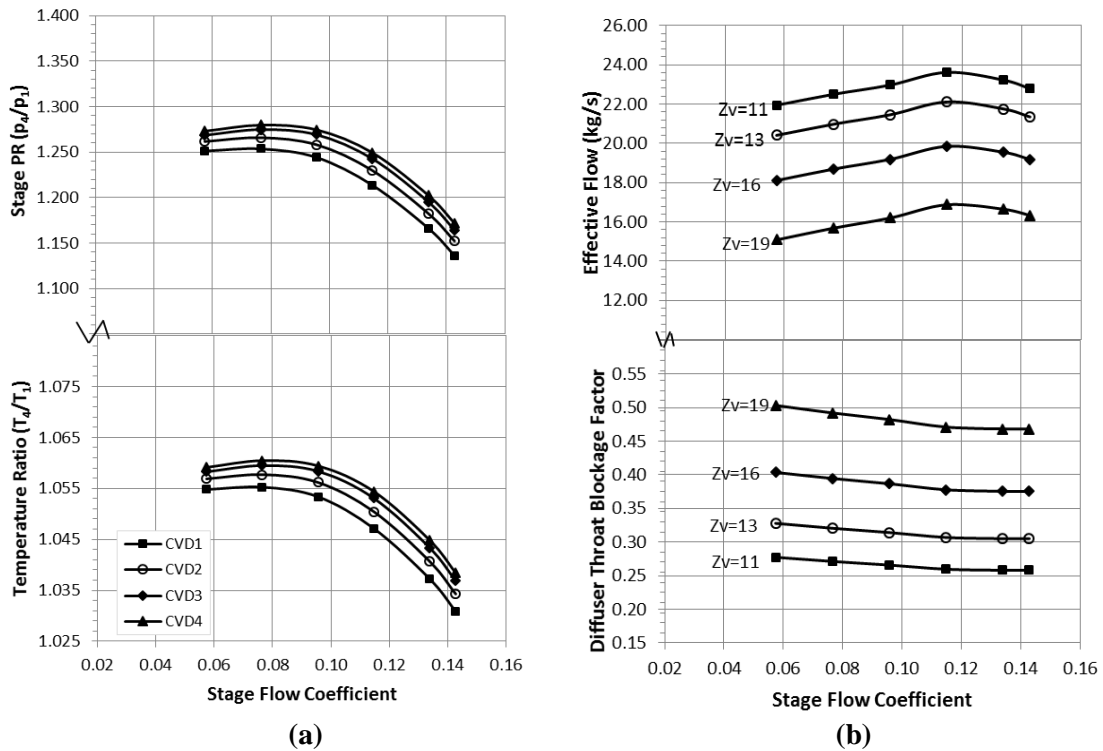 Stage PR (p4/p1)
1.400
1.350
1.300
1.250
1.200
1.150
1.100
Temperature Ratio (T4/T1)
1.075
1.065
1.055
1.045
1.035
1.025
CVD1
CVD2
CVD3
CVD4
0.02 0.04 0.06 0.08 0.10 0.12 0.14 0.16
Stage Flow Coefficient
(a)
Effective Flow (kg/s)
26.00
24.00
22.00
20.00
18.00
16.00
14.00
12.00
Zv=11
Zv=13
Zv=16
Zv=19
Diffuser Throat Blockage Factor
0.55
0.50
0.45
0.40
0.35
0.30
0.25
0.20
0.15
Zv=19
Zv=16
Zv=13
Zv=11
0.02 0.04 0.06 0.08 0.10 0.12 0.14 0.16
Stage Flow Coefficient
(b)